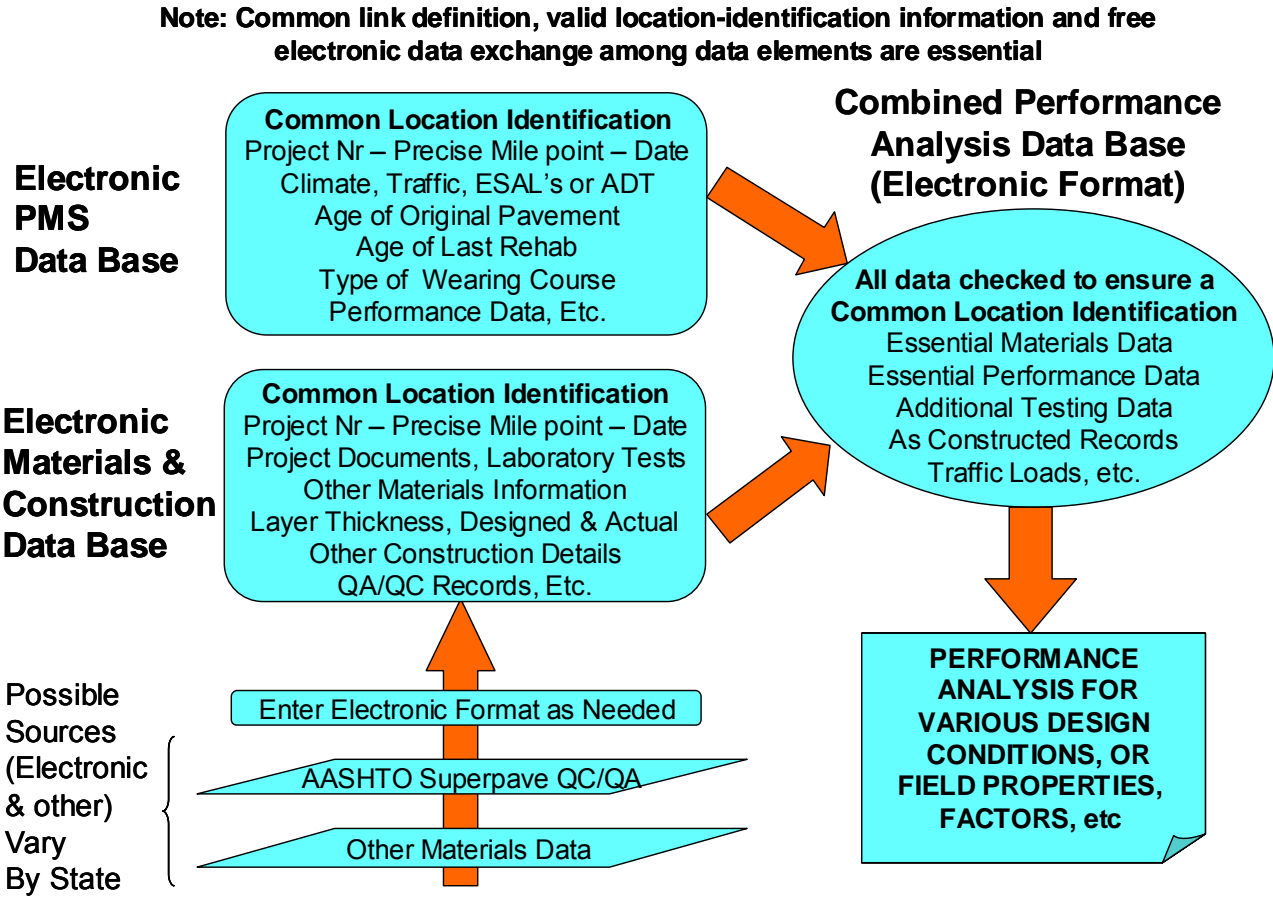 Note: Common link definition, valid location-identification information and free
electronic data exchange among data elements are essential
Electronic
PMS
Data Base
Common Location Identification
Project Nr – Precise Mile point – Date
Climate, Traffic, ESAL's or ADT
Age of Original Pavement
Age of Last Rehab
Type of Wearing Course
Performance Data, Etc.
Combined Performance
Analysis Data Base
(Electronic Format)
All data checked to ensure a
Common Location Identification
Essential Materials Data
Essential Performance Data
Additional Testing Data
As Constructed Records
Traffic Loads, etc.
Electronic
Materials &
Construction
Data Base
Common Location Identification
Project Nr – Precise Mile point – Date
Project Documents, Laboratory Tests
Other Materials Information
Layer Thickness, Designed & Actual
Other Construction Details
QA/QC Records, Etc.
PERFORMANCE
ANALYSIS FOR
VARIOUS DESIGN
CONDITIONS, OR
FIELD PROPERTIES,
FACTORS, etc
Possible
Sources
(Electronic
& other)
Vary
By State
Enter Electronic Format as Needed
AASHTO Superpave QC/QA
Other Materials Data